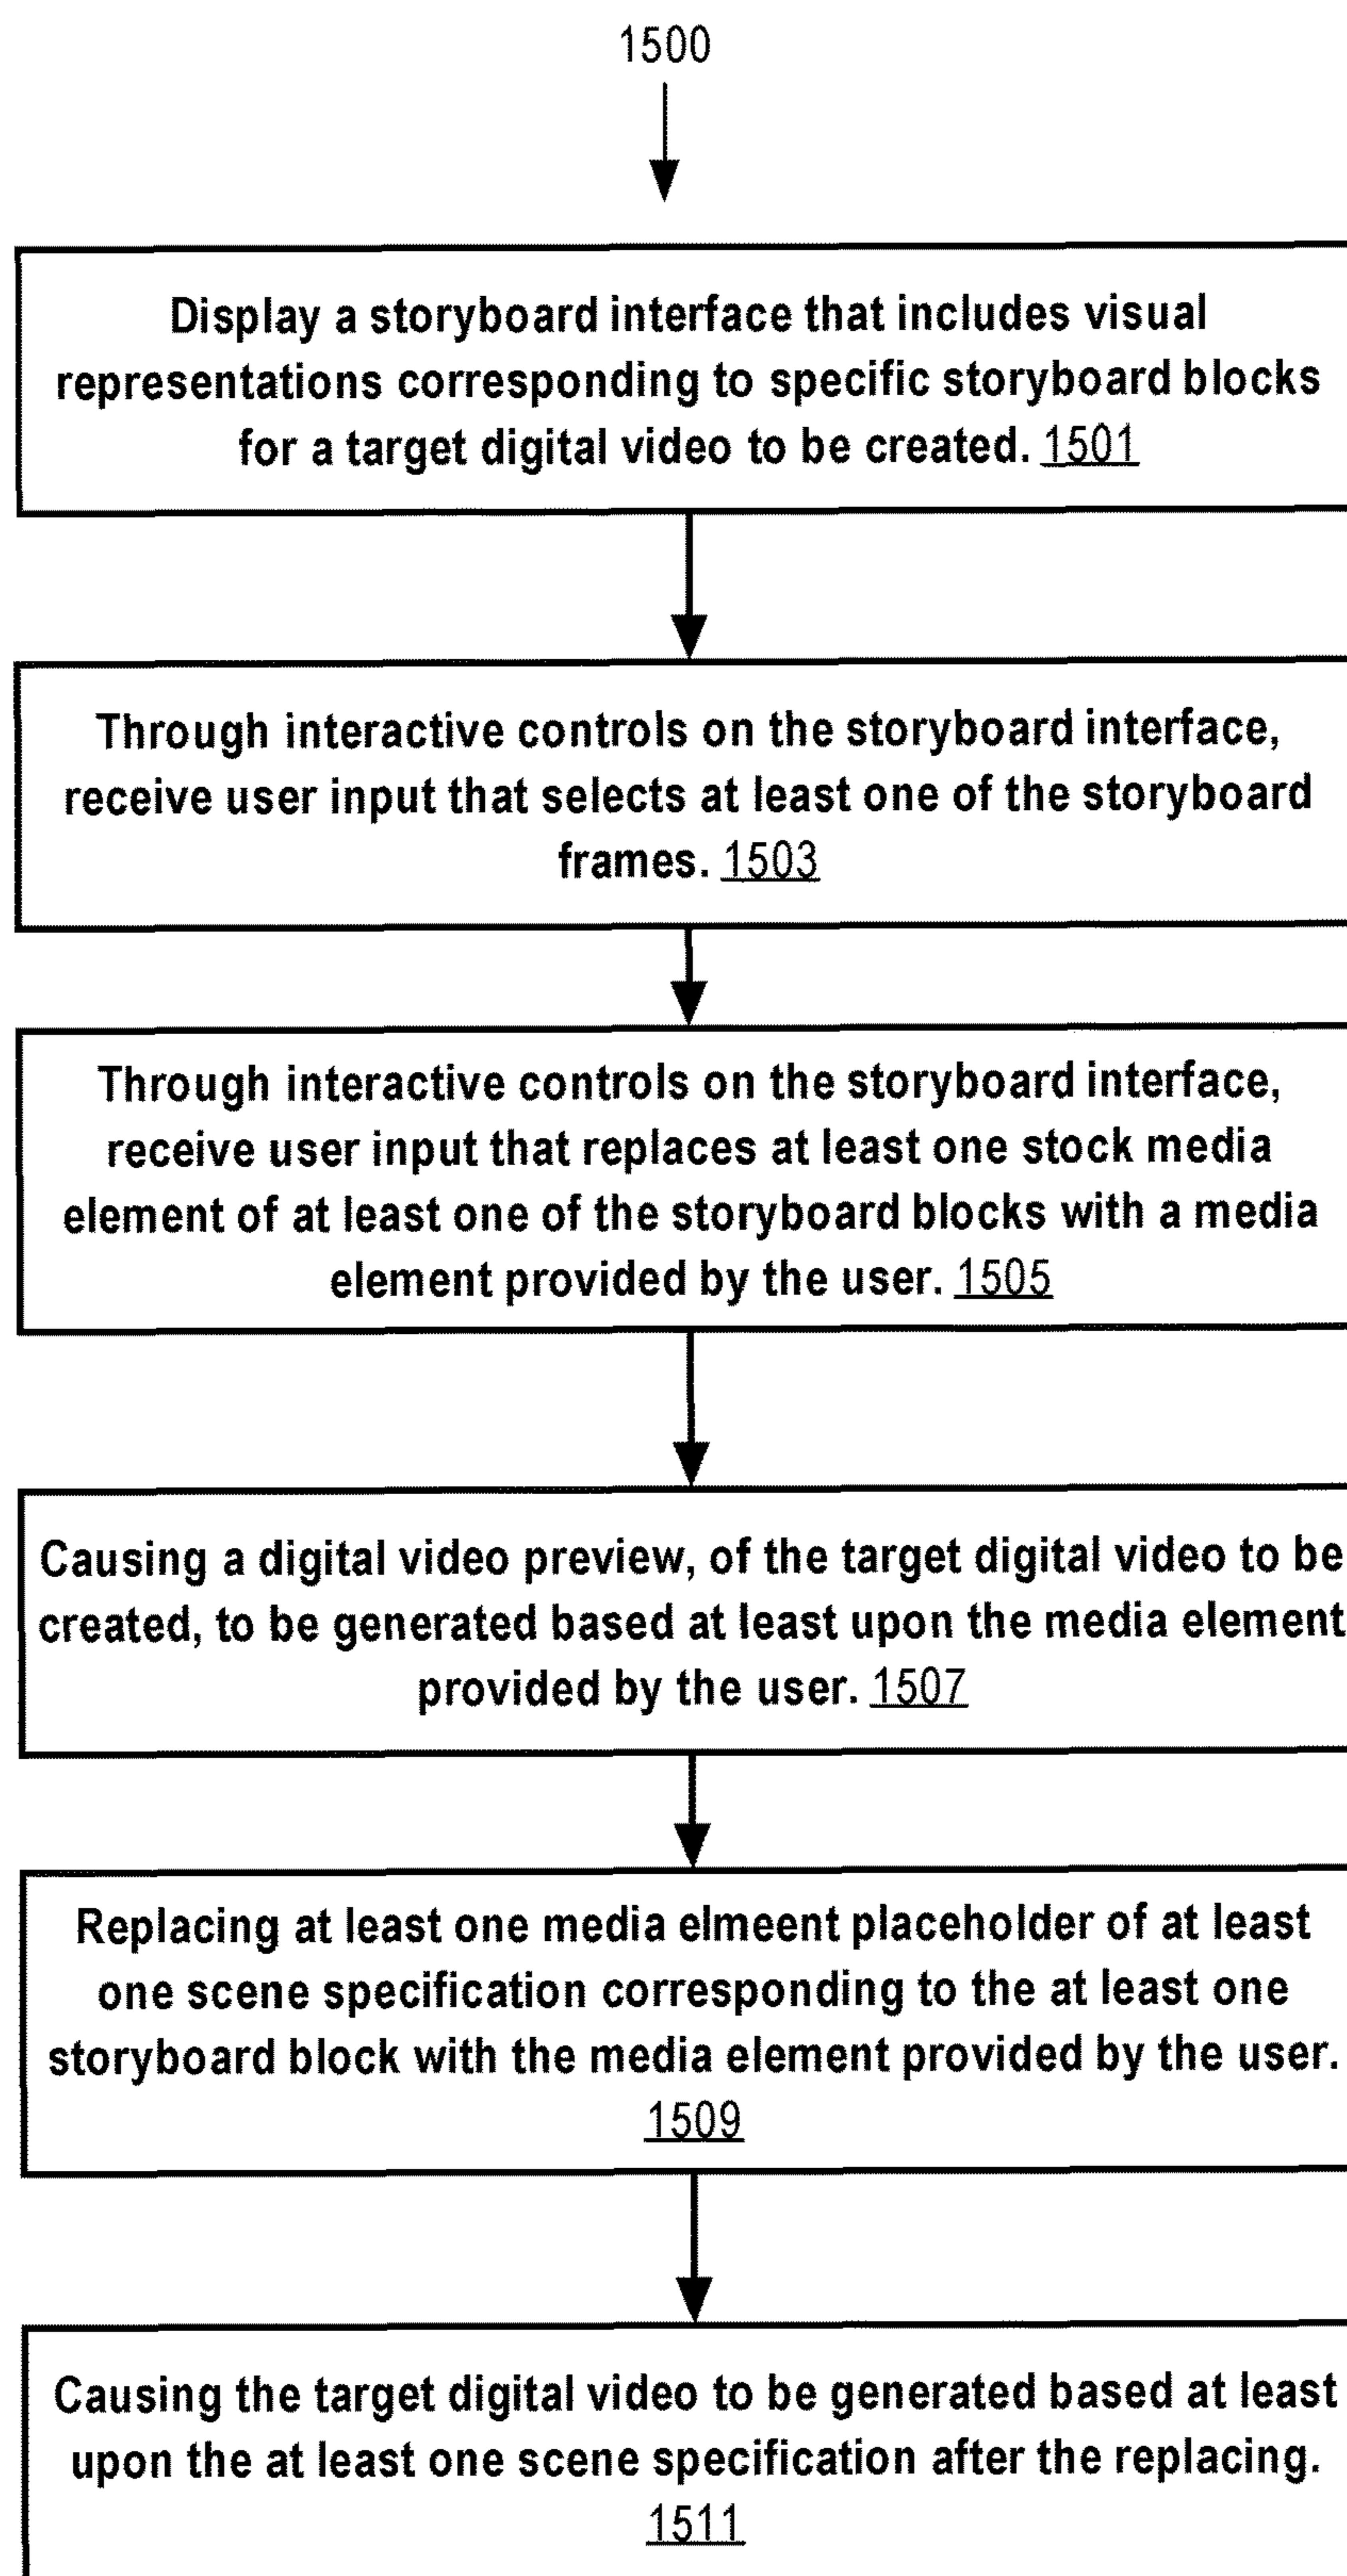 1500
Display a storyboard interface that includes visual
representations corresponding to specific storyboard blocks
for a target digital video to be created. 1501
Through interactive controls on the storyboard interface,
receive user input that selects at least one of the storyboard
frames. 1503
Through interactive controls on the storyboard interface,
receive user input that replaces at least one stock media
element of at least one of the storyboard blocks with a media
element provided by the user. 1505
Causing a digital video preview, of the target digital video to be
created, to be generated based at least upon the media element
provided by the user. 1507
Replacing at least one media elmeent placeholder of at least
one scene specification corresponding to the at least one
storyboard block with the media element provided by the user.
1509
Causing the target digital video to be generated based at least
upon the at least one scene specification after the replacing.
1511